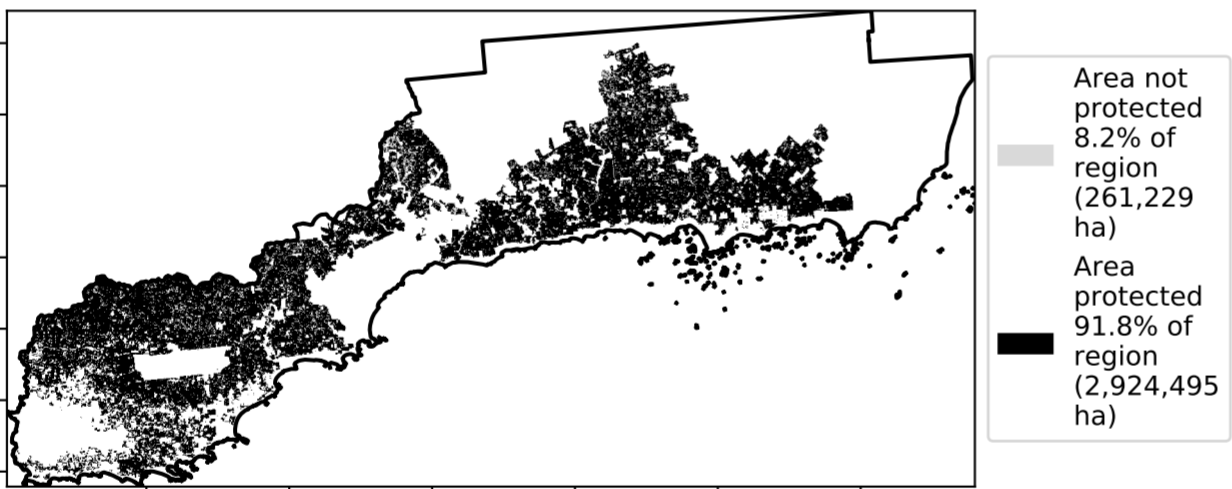 Area not
protected
8.2% of
region
(261,229
ha)
Area
protected
91.8% of
region
(2,924,495
ha)